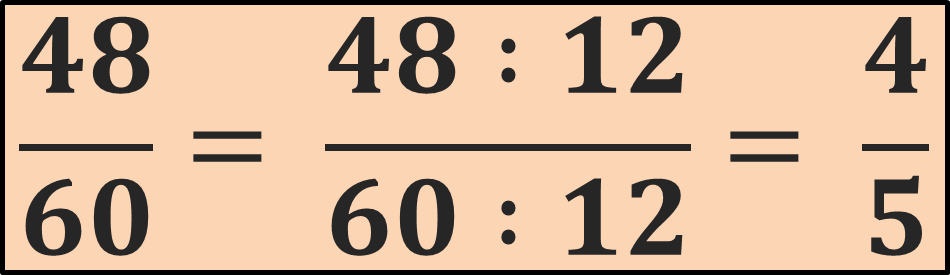 48/60 = (48 : 12)/(60 : 12) = 4/5